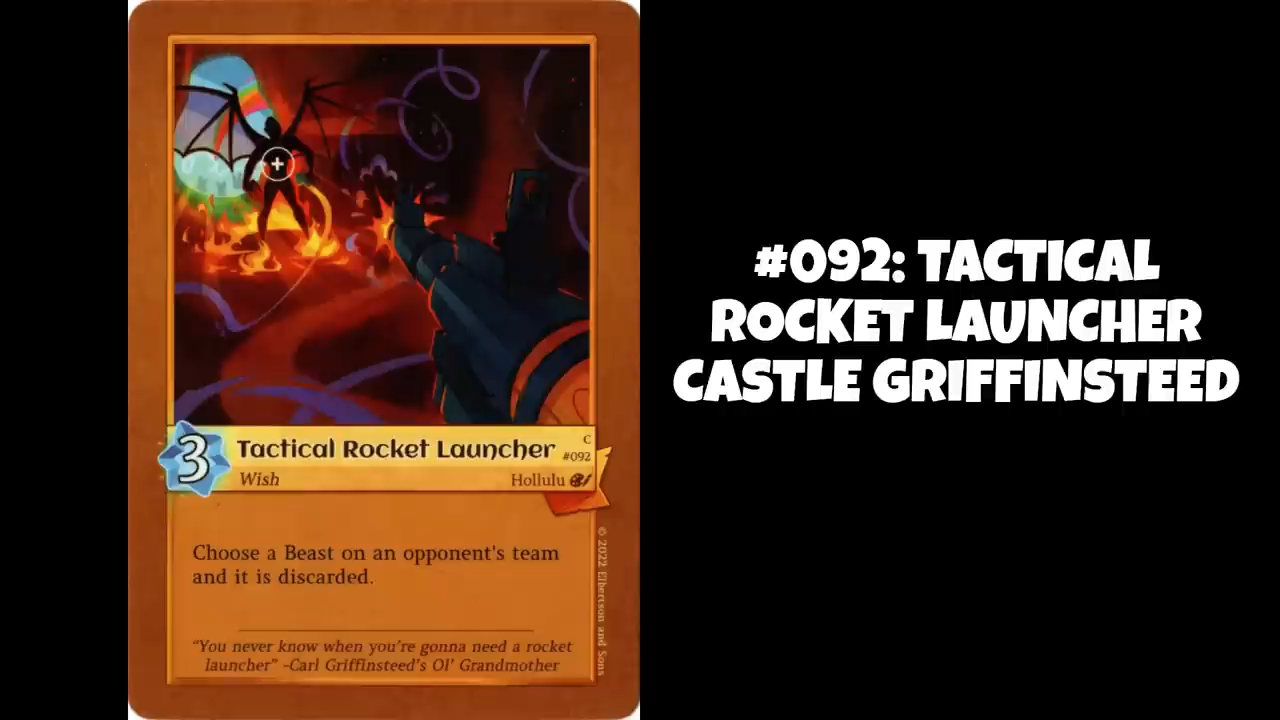 3
Tactical Rocket Launcher
C
#092
Wish
Hollulu
Choose a Beast on an opponent's team
and it is discarded.
"You never know when you're gonna need a rocket
launcher" -Carl Griffinsteed's Ol' Grandmother
© 2022 Elbertson and Sons
#092: TACTICAL
ROCKET LAUNCHER
CASTLE GRIFFINSTEED